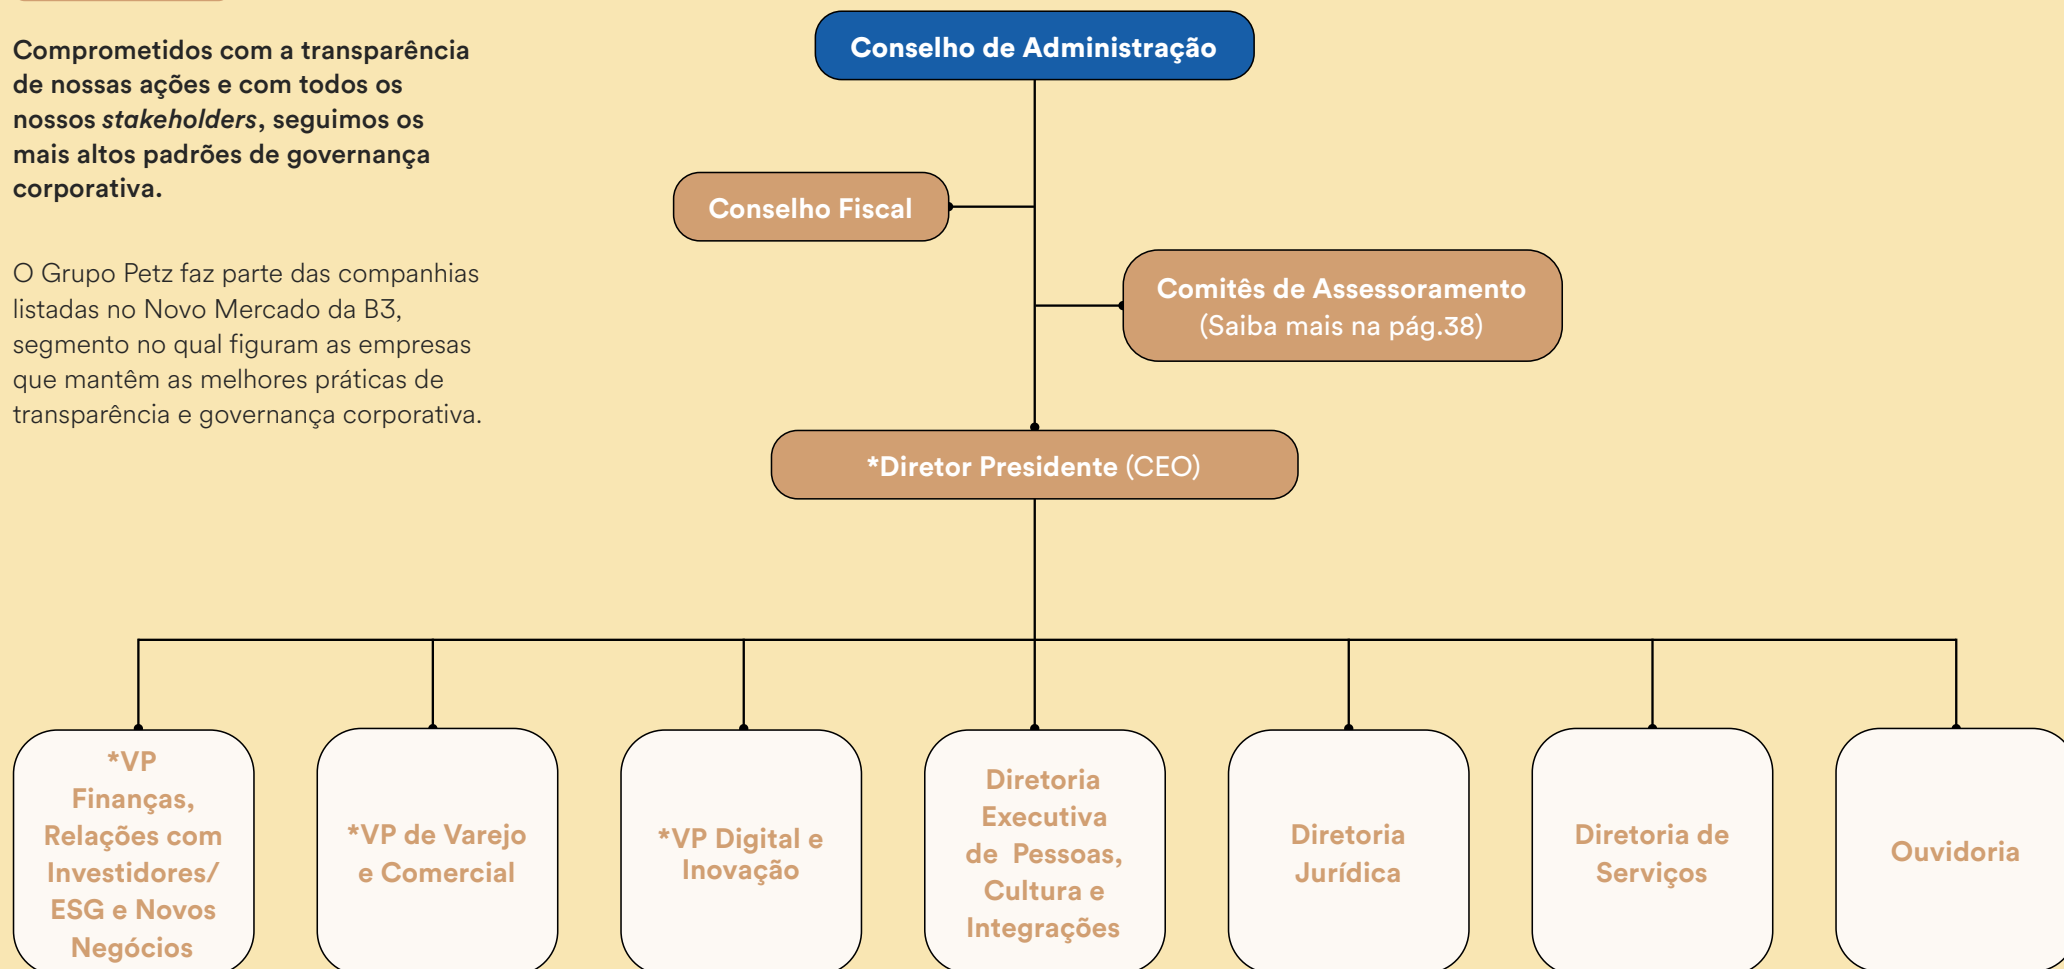 Comprometidos com a transparência
de nossas ações e com todos os
nossos stakeholders, seguimos os
mais altos padrões de governança
corporativa.
O Grupo Petz faz parte das companhias
listadas no Novo Mercado da B3,
segmento no qual figuram as empresas
que mantêm as melhores práticas de
transparência e governança corporativa.
Conselho de Administração
Conselho Fiscal
Comitês de Assessoramento
(Saiba mais na pág.38)
*Diretor Presidente (CEO)
*VP
Finanças,
Relações com
Investidores/
ESG e Novos
Negócios
*VP de Varejo
e Comercial
*VP Digital e
Inovação
Diretoria
Executiva
de Pessoas,
Cultura e
Integrações
Diretoria
Jurídica
Diretoria de
Serviços
Ouvidoria